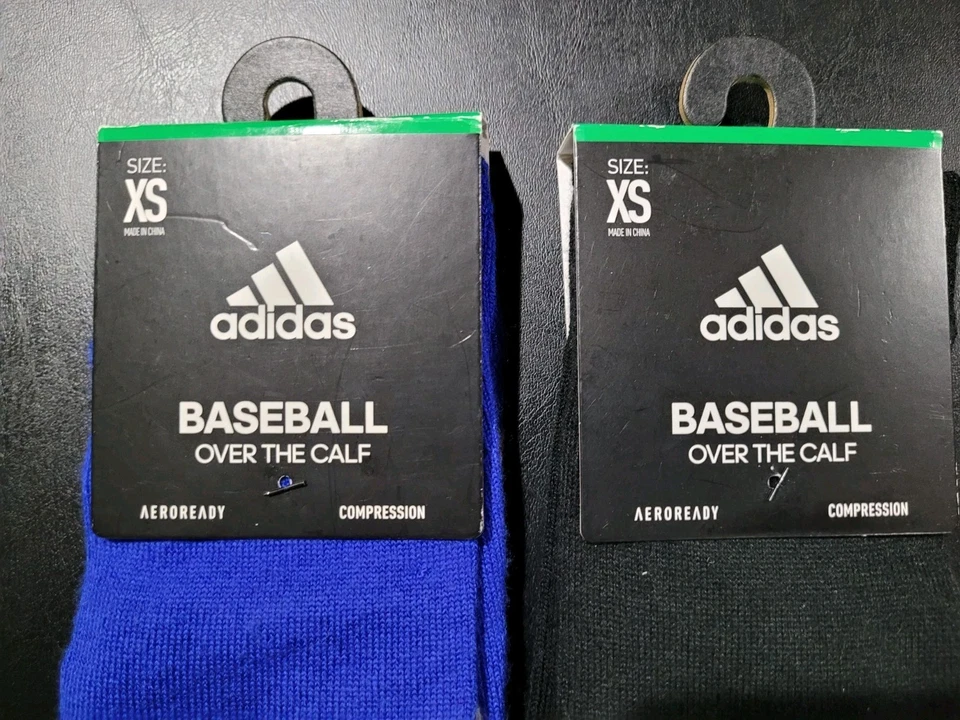 SIZE:
XS
MADE IN CHINA
adidas
BASEBALL
OVER THE CALF
AEROREADY
COMPRESSION
SIZE:
XS
MADE IN CHINA
adidas
BASEBALL
OVER THE CALF
AEROREADY
COMPRESSION